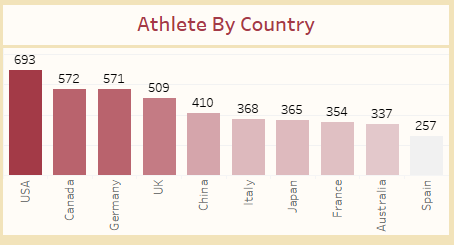 Athlete By Country
693
572
571
509
410
368
365
354
337
257
USA
Canada
Germany
UK
China
Italy
Japan
France
Australia
Spain